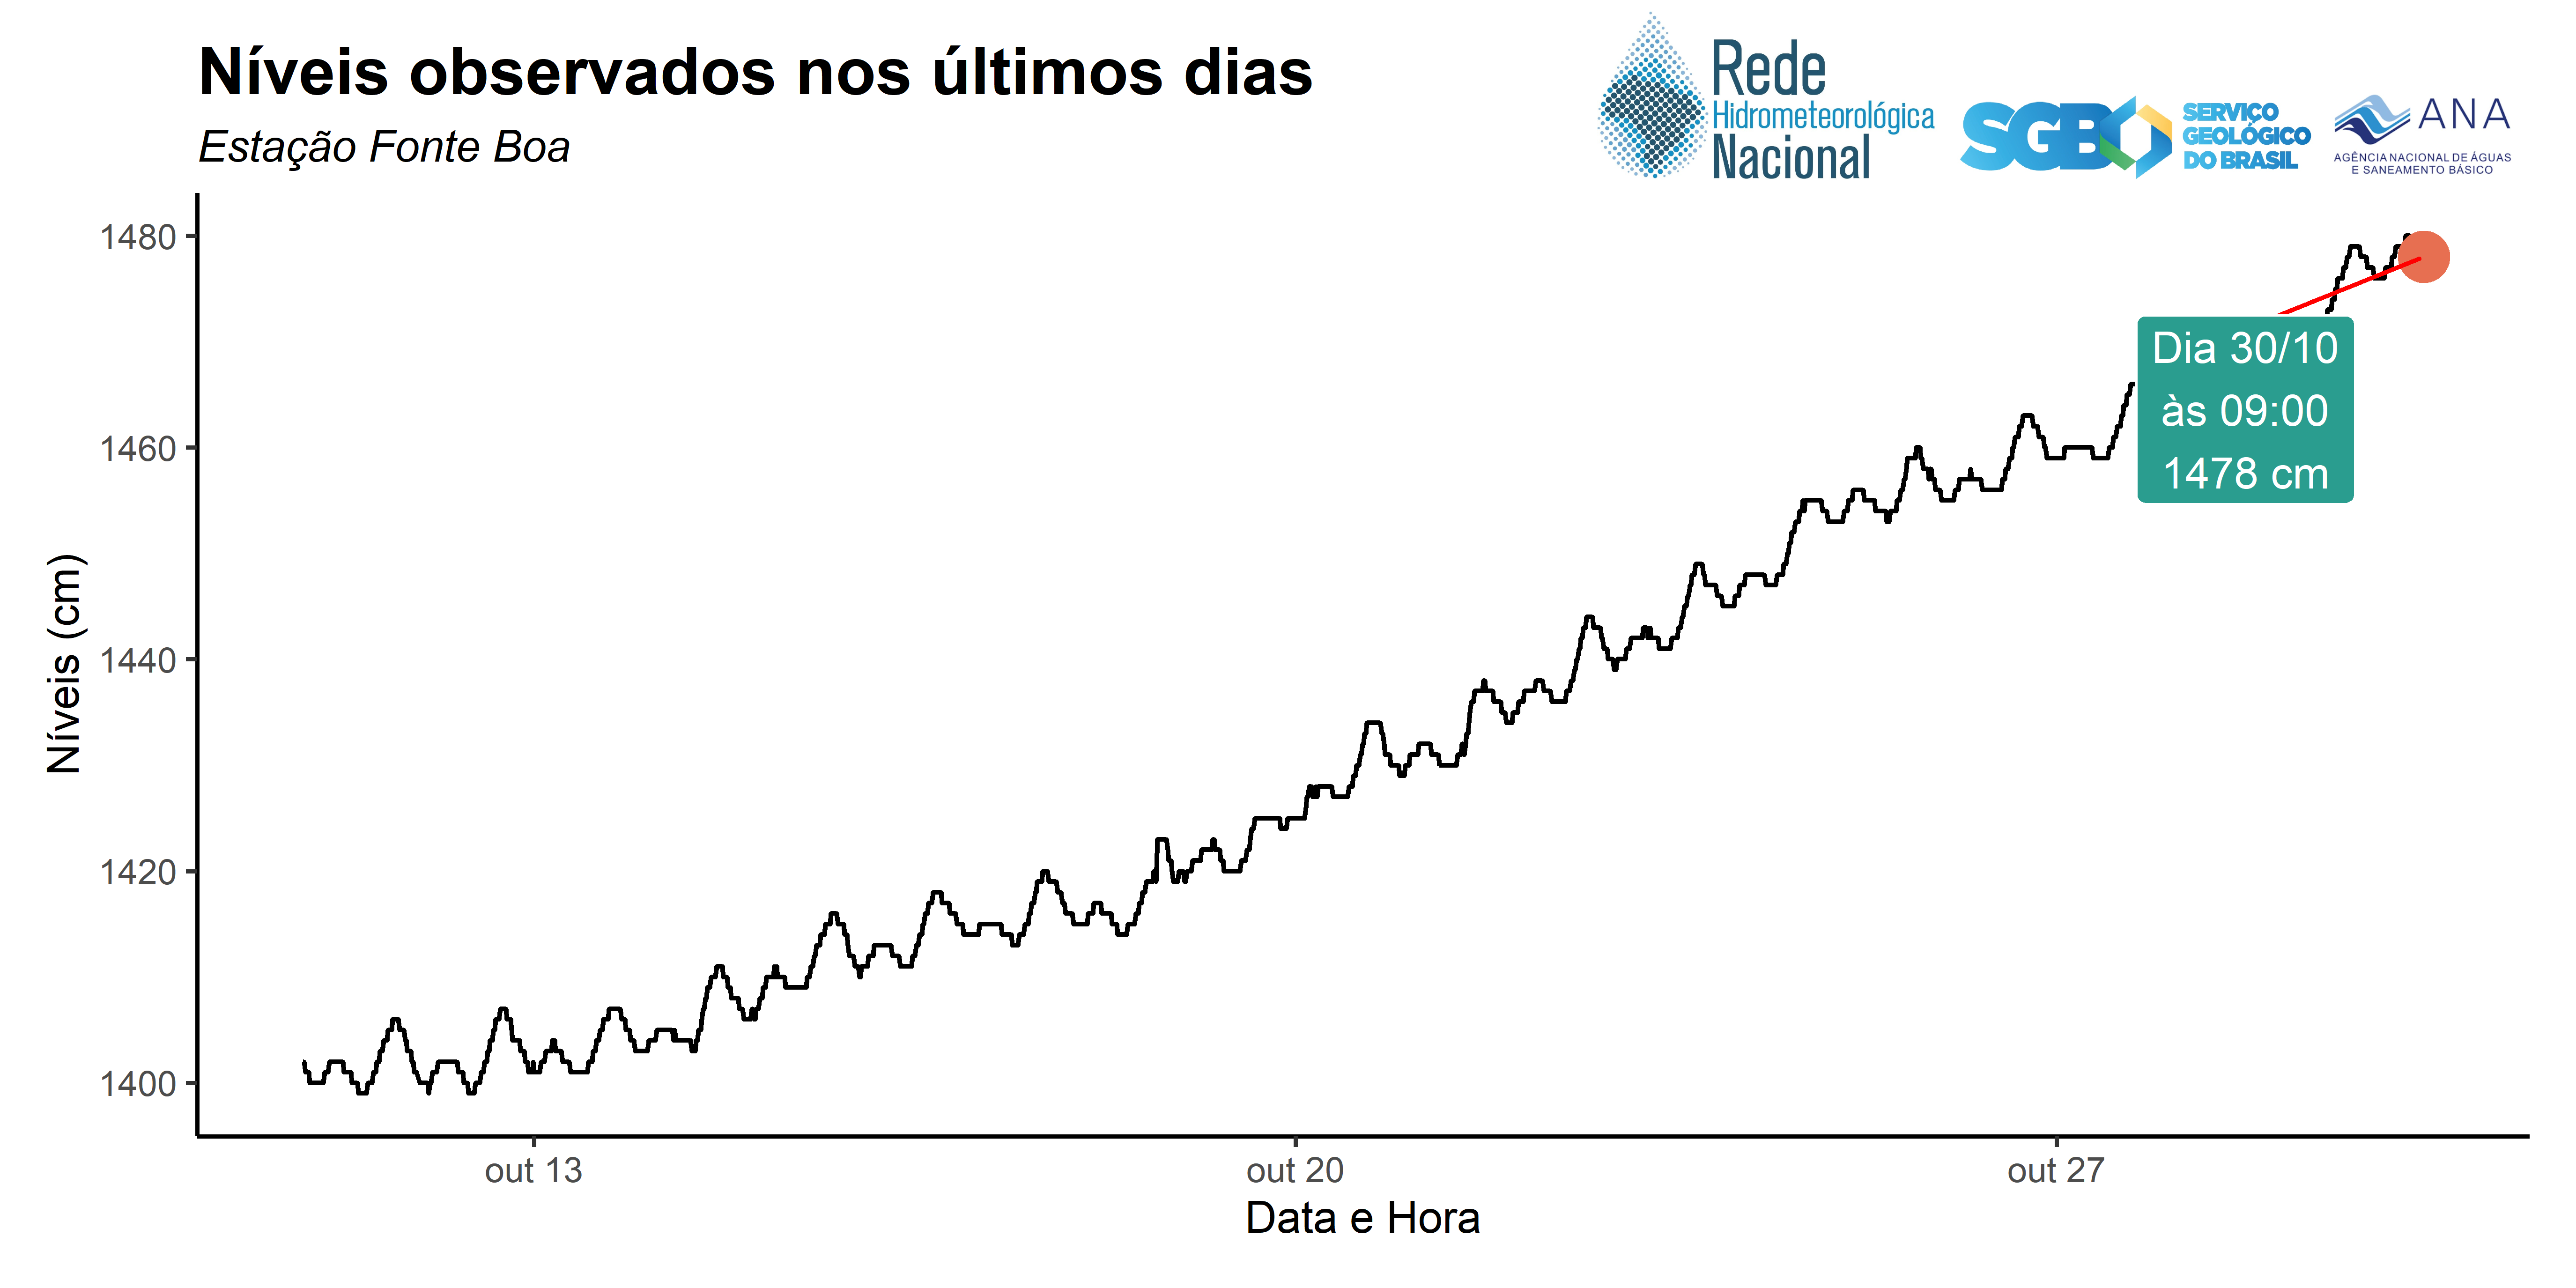 Níveis observados nos últimos dias
Estação Fonte Boa
Rede
Hidrometeorológica
Nacional
SGB
SERVIÇO
GEOLÓGICO
DO BRASIL
ANA
AGÊNCIA NACIONAL DE ÁGUAS
E SANEAMENTO BÁSICO
Níveis (cm)
1480
1460
1440
1420
1400
Dia 30/10
às 09:00
1478 cm
out 13
out 20
out 27
Data e Hora